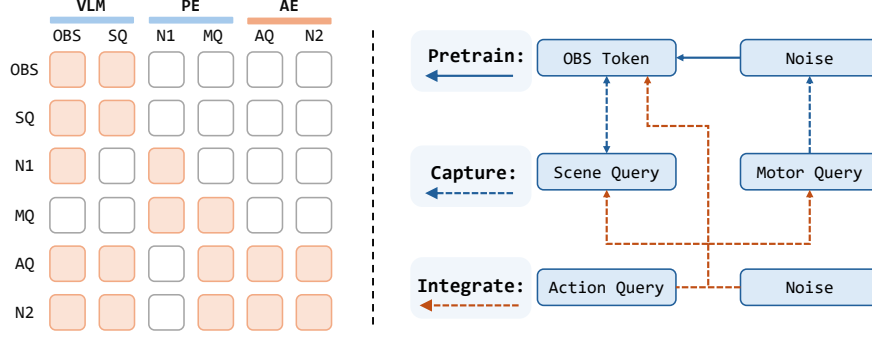 VLM PE AE
OBS SQ N1 MQ AQ N2
OBS
SQ
N1
MQ
AQ
N2
Pretrain: OBS Token Noise
Capture: Scene Query Motor Query
Integrate: Action Query Noise